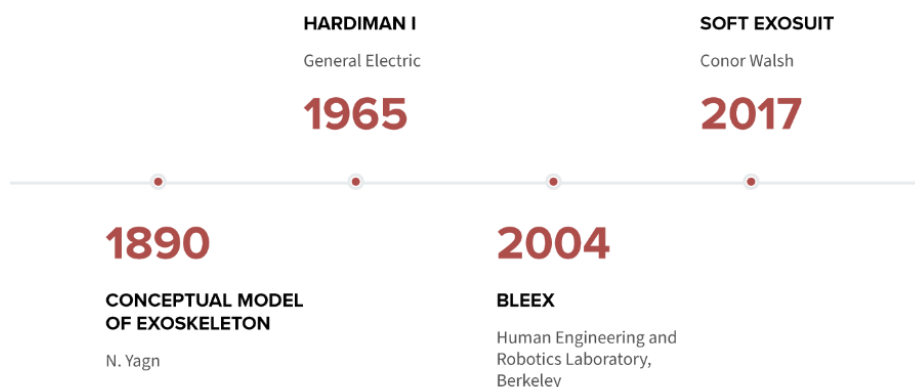 HARDIMAN I
General Electric
1965
SOFT EXOSUIT
Conor Walsh
2017
1890
CONCEPTUAL MODEL
OF EXOSKELETON
N. Yagn
2004
BLEEX
Human Engineering and
Robotics Laboratory,
Berkeley